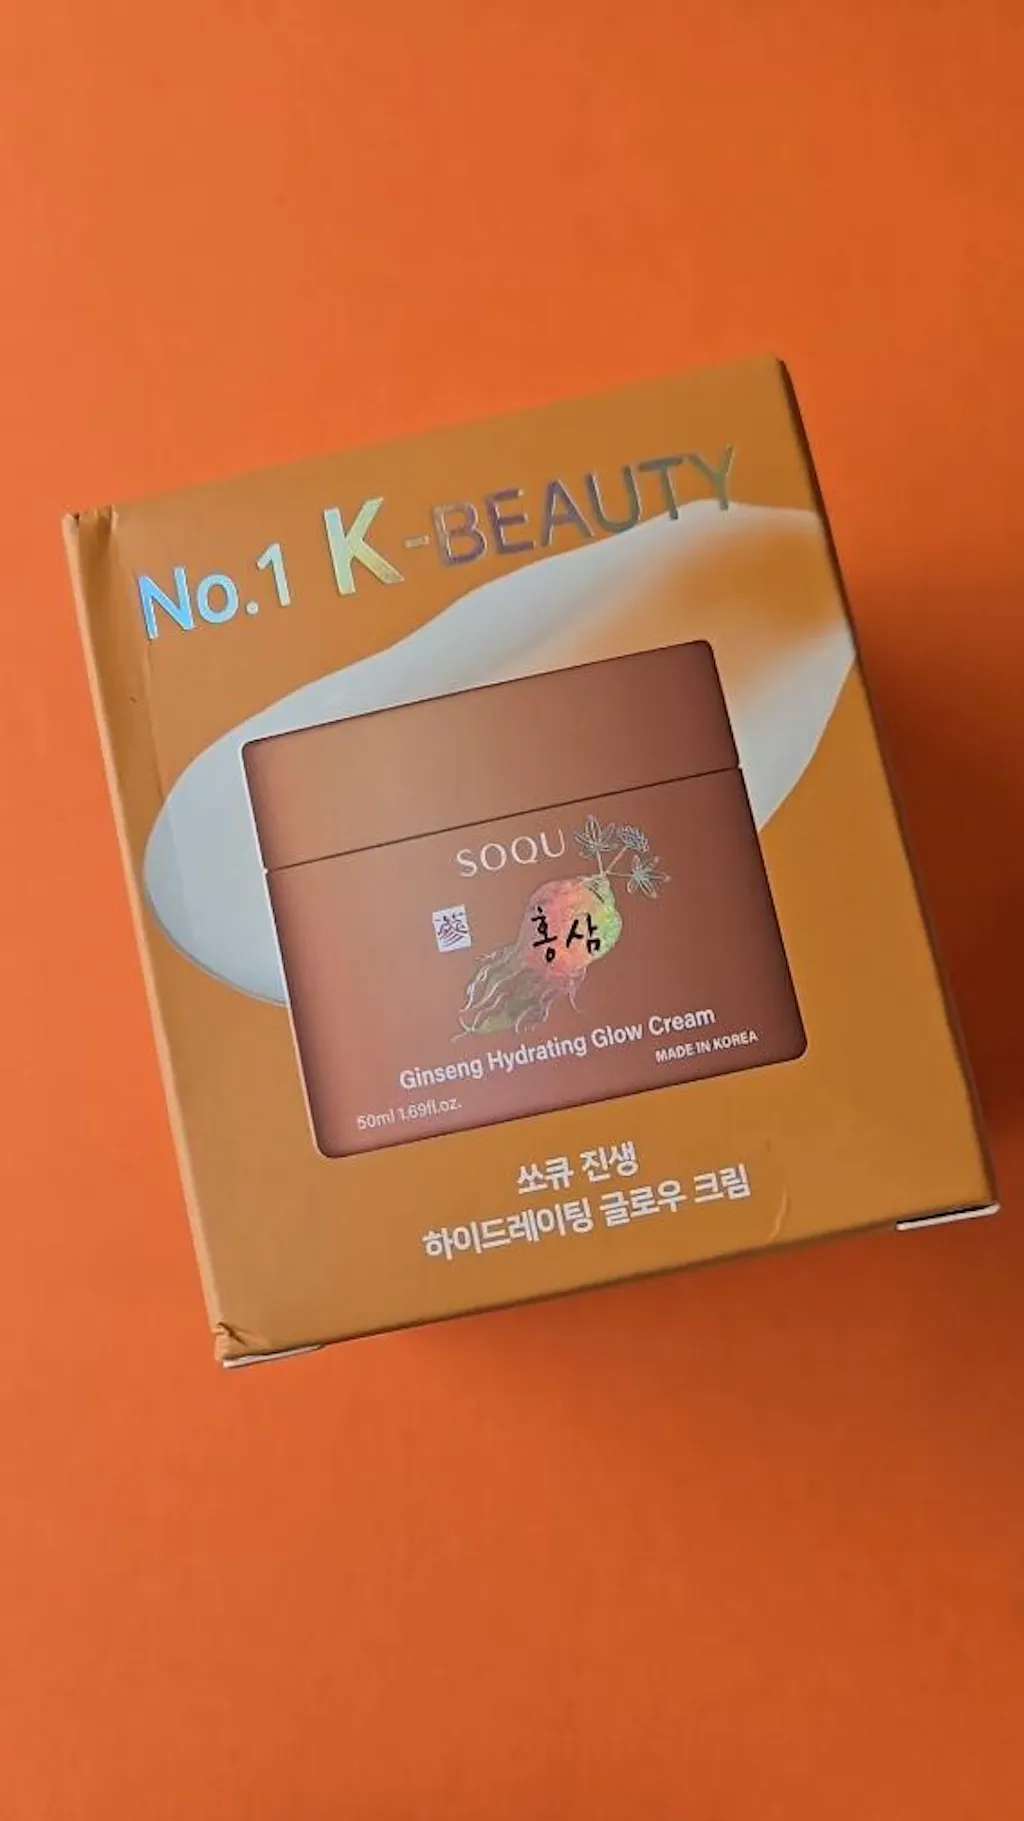 No.1 K-BEAUTY
SOQU
蔘
홍삼
Ginseng Hydrating Glow Cream
MADE IN KOREA
50ml 1.69fl.oz.
쏘큐 진생
하이드레이팅 글로우 크림